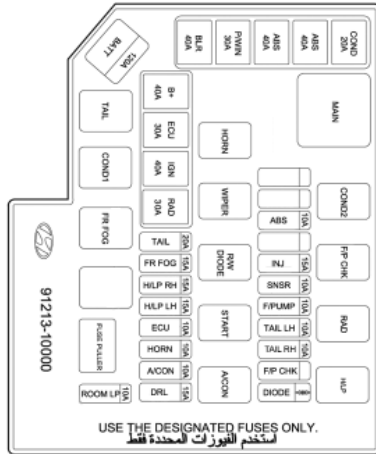 BATT 120A
BLR 40A
P/WIN 30A
ABS 40A
ABS 40A
COND 20A
TAIL
COND1
FR FOG
FUSE PULLER
ROOM LP 10A
B+ 40A
ECU 30A
IGN 40A
RAD 30A
TAIL 20A
FR FOG 15A
H/LP RH 15A
H/LP LH 15A
ECU 10A
HORN 10A
A/CON 10A
DRL 15A
HORN
WIPER
R/W DIODE
START
A/CON
MAIN
ABS 10A
INJ 15A
SNSR 10A
F/PUMP 10A
TAIL LH 10A
TAIL RH 10A
F/P CHK
DIODE
COND2
F/P CHK
RAD
H/LP
91213-10000
USE THE DESIGNATED FUSES ONLY.
استخدم الفيوزات المحددة فقط